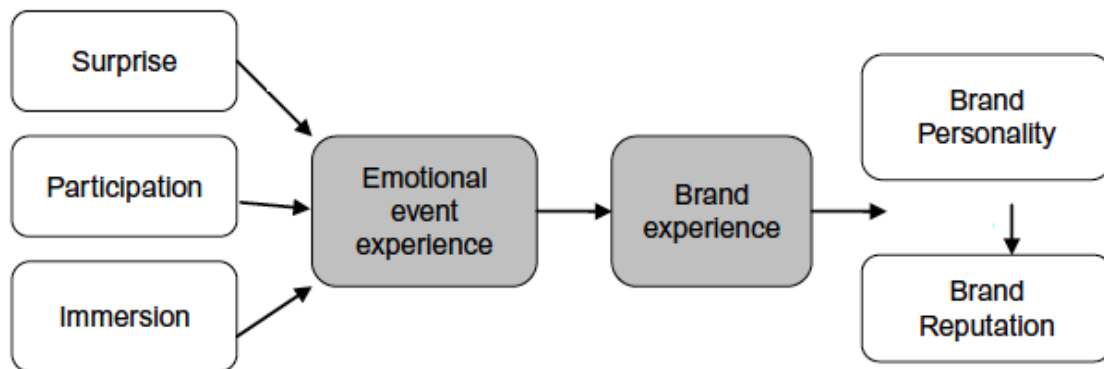 Surprise
Participation
Immersion
Emotional
event
experience
Brand
experience
Brand
Personality
Brand
Reputation